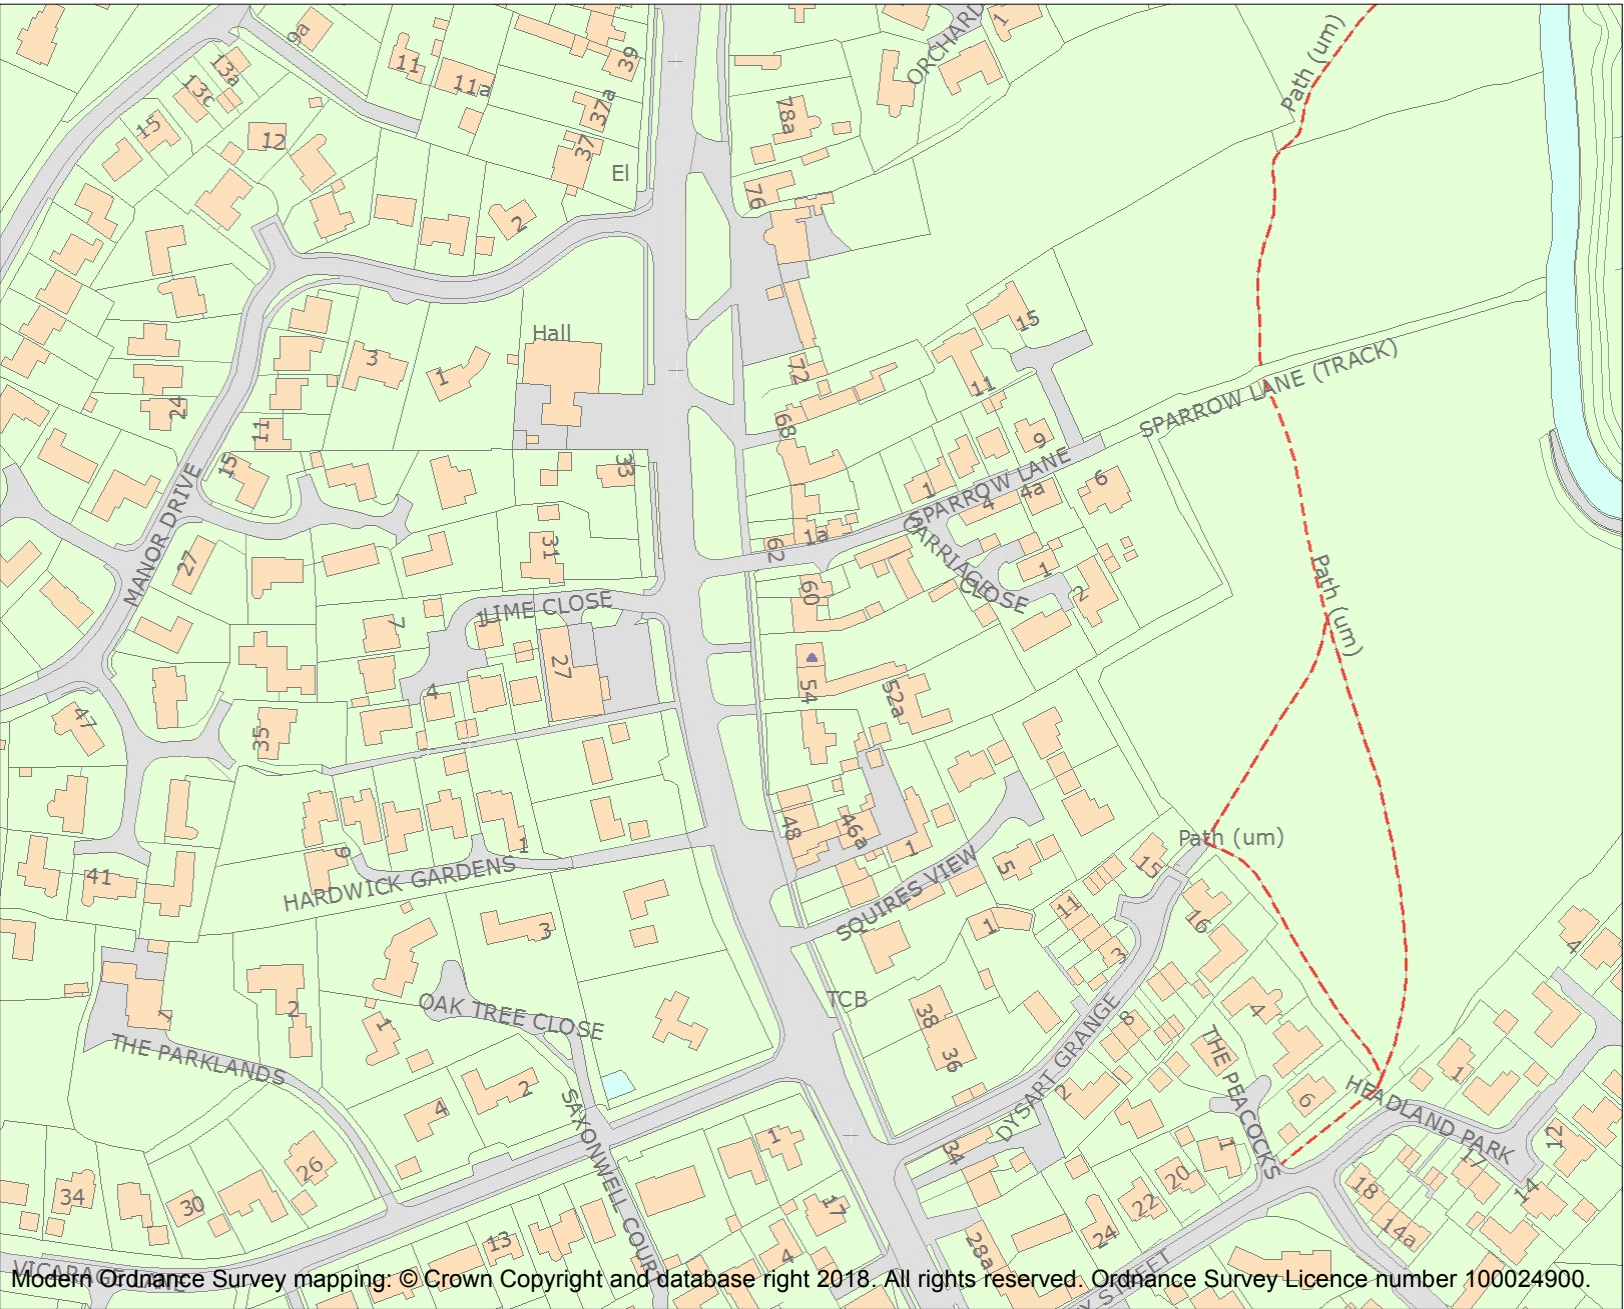 9a
11
11a
39
37a
37
El
13a
13c
15
12
2
ORCHARD
1
78a
76
Path (um)
Hall
3
1
24
11
15
33
72
68
15
11
9
1
SPARROW LANE (TRACK)
SPARROW LANE
4
4a
6
1a
62
CARRIAGE
CLOSE
1
2
60
MANOR DRIVE
27
31
LIME CLOSE
1
7
27
4
54
52a
Path (um)
47
35
41
HARDWICK GARDENS
9
1
48
46a
1
SQUIRES VIEW
5
Path (um)
15
16
11
3
1
3
OAK TREE CLOSE
2
1
1
THE PARKLANDS
TCB
38
36
DYSART GRANGE
8
2
4
THE PEACOCKS
6
1
HEADLAND PARK
1
4
12
17
14
18
14a
4
2
SAXONWELL COURT
1
34
20
22
24
26
30
34
13
17
4
28a
VICARAGE LANE
Y STREET
Modern Ordnance Survey mapping: © Crown Copyright and database right 2018. All rights reserved. Ordnance Survey Licence number 100024900.